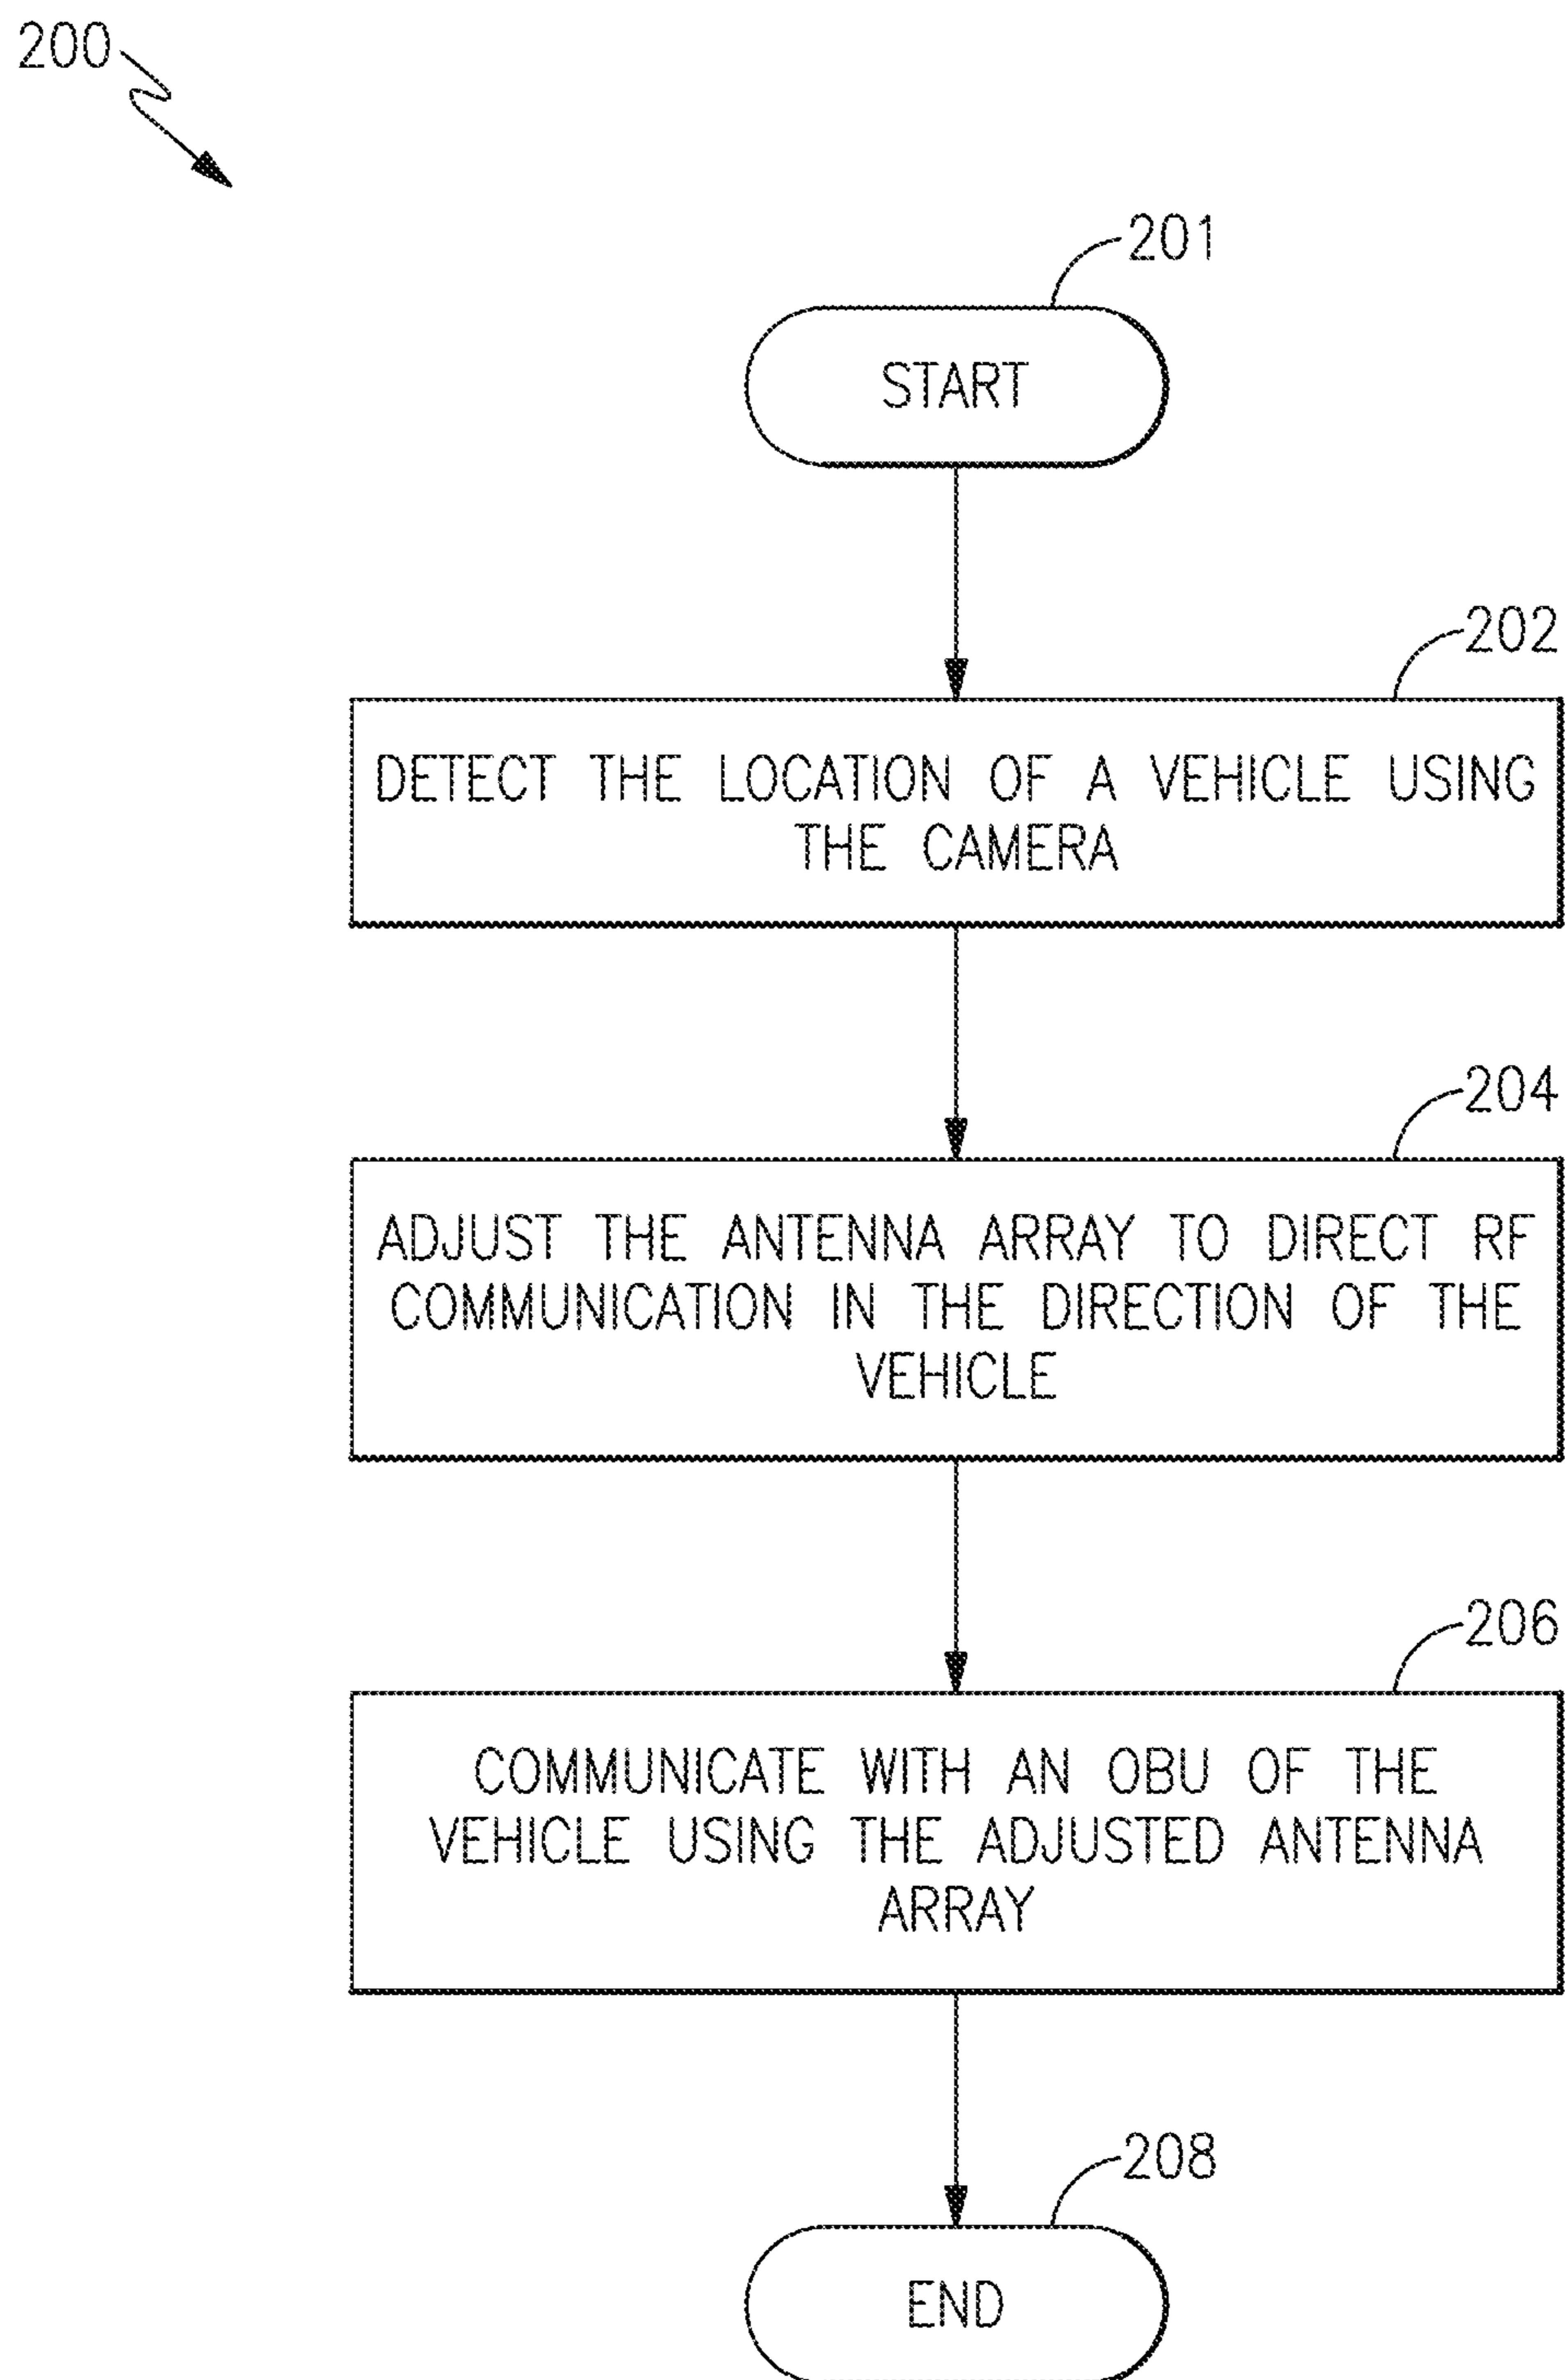 200
201
START
202
DETECT THE LOCATION OF A VEHICLE USING
THE CAMERA
204
ADJUST THE ANTENNA ARRAY TO DIRECT RF
COMMUNICATION IN THE DIRECTION OF THE
VEHICLE
206
COMMUNICATE WITH AN OBU OF THE
VEHICLE USING THE ADJUSTED ANTENNA
ARRAY
208
END